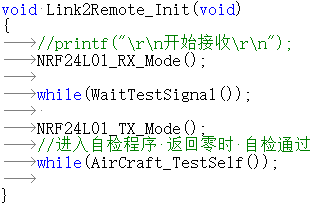 void Link2Remote_Init(void)
{
//printf("\r\n开始接收\r\n");
NRF24L01_RX_Mode();
while(WaitTestSignal());
NRF24L01_TX_Mode();
//进入自检程序 返回零时 自检通过
while(AirCraft_TestSelf());
}